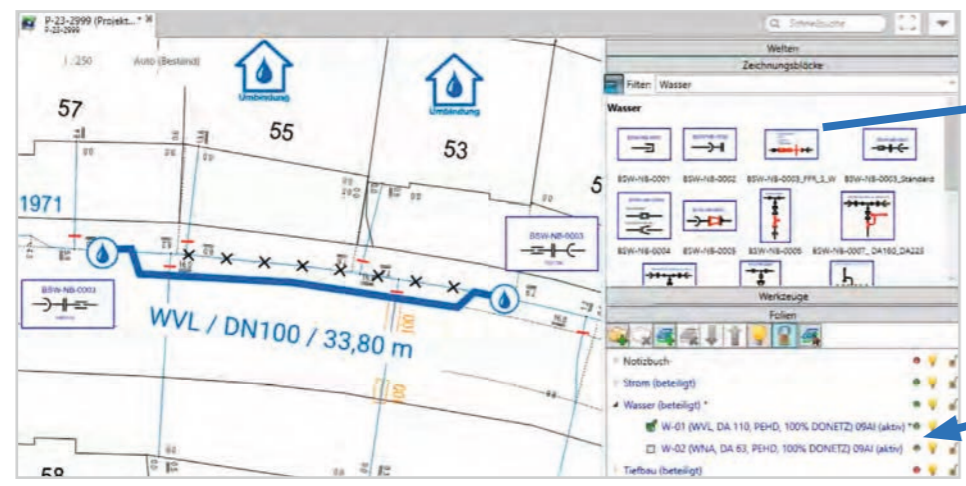 P-23-2999 (Projekt...*
P-23-2999
Schnellsuche
1 : 250
Auto (Bestand)
Umbindung
Umbindung
57
55
53
5
1971
BSW-NB-0003
BSW-NB-0003
WVL / DN100 / 33,80 m
58
Welten
Zeichnungsblöcke
Filter: Wasser
Wasser
BSW-NB-0001 BSW-NB-0002 BSW-NB-0003_FFR_S_W BSW-NB-0003_Standard
BSW-NB-0004 BSW-NB-0005 BSW-NB-0006 BSW-NB-0007_ DA160_DA225
Werkzeuge
Folien
Notizbuch
Strom (beteiligt)
Wasser (beteiligt) *
W-01 (WVL, DA 110, PEHD, 100% DONETZ) 09AI (aktiv) *
W-02 (WNA, DA 63, PEHD, 100% DONETZ) 09AI (aktiv)
Tiefbau (beteiligt)